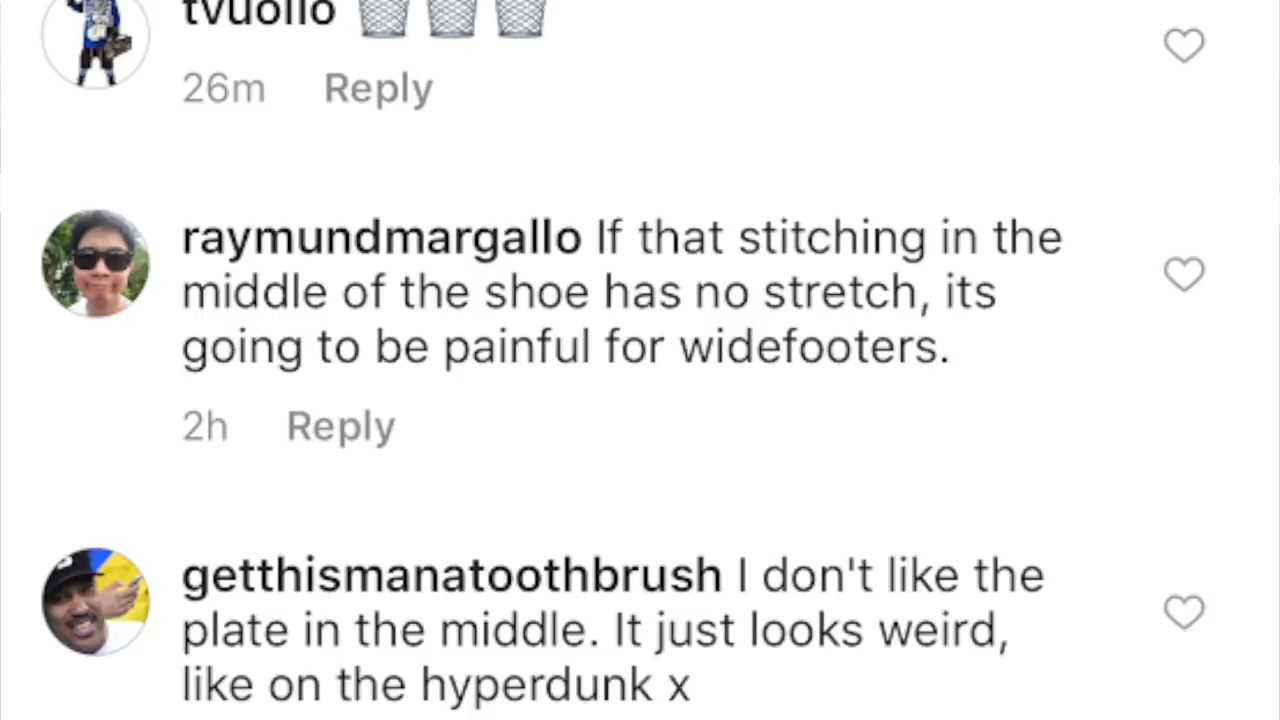 tvuollo 🗑️🗑️🗑️
26m Reply
raymundmargallo If that stitching in the
middle of the shoe has no stretch, its
going to be painful for widefooters.
2h Reply
getthismanatoothbrush I don't like the
plate in the middle. It just looks weird,
like on the hyperdunk x